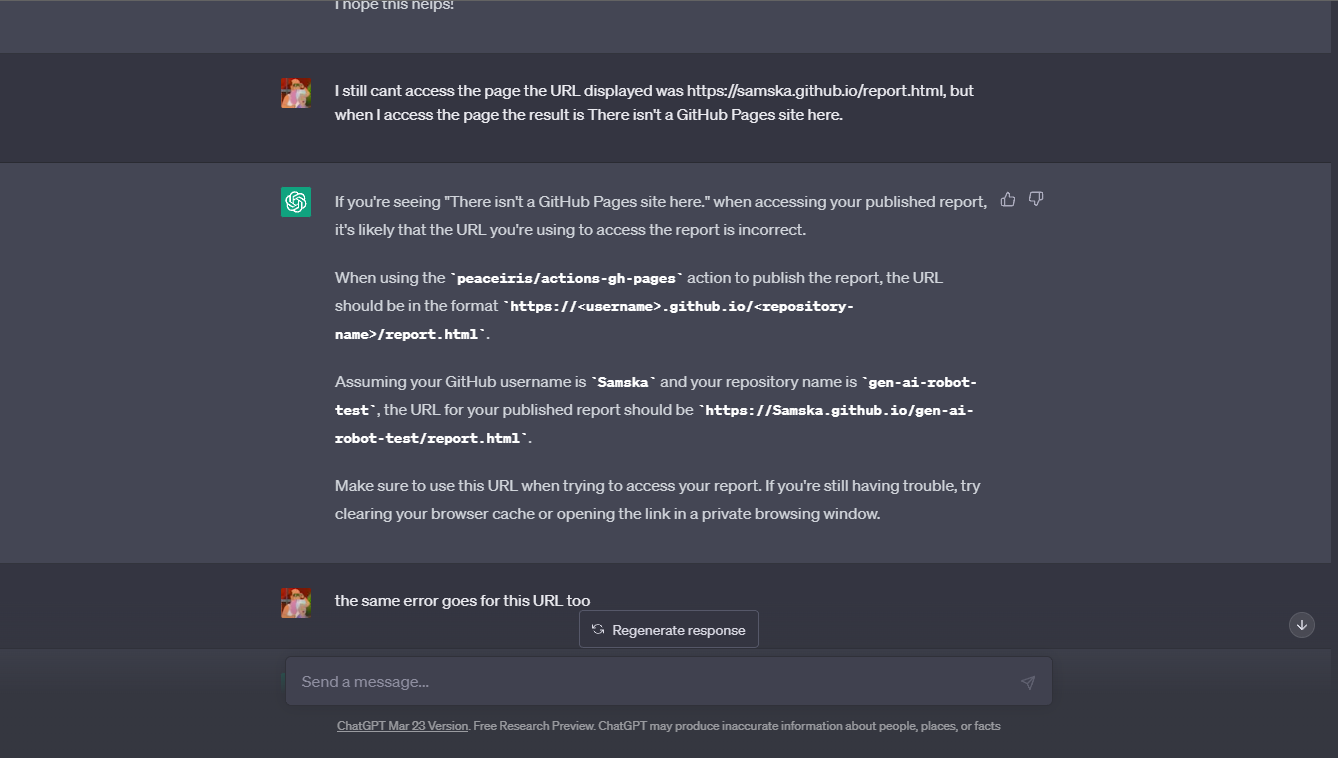 I hope this helps!
I still cant access the page the URL displayed was https://samska.github.io/report.html, but
when I access the page the result is There isn't a GitHub Pages site here.
If you're seeing "There isn't a GitHub Pages site here." when accessing your published report,
it's likely that the URL you're using to access the report is incorrect.
When using the `peaceiris/actions-gh-pages` action to publish the report, the URL
should be in the format `https://<username>.github.io/<repository-
name>/report.html`.
Assuming your GitHub username is `Samska` and your repository name is `gen-ai-robot-
test`, the URL for your published report should be `https://Samska.github.io/gen-ai-
robot-test/report.html`.
Make sure to use this URL when trying to access your report. If you're still having trouble, try
clearing your browser cache or opening the link in a private browsing window.
the same error goes for this URL too
Regenerate response
Send a message...
ChatGPT Mar 23 Version. Free Research Preview. ChatGPT may produce inaccurate information about people, places, or facts